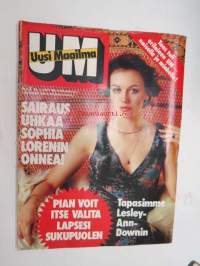 Uusi Maailma
UM
SAIRAUS
UHKAA
SOPHIA
LORENIN
ONNEA!
PIAN VOIT
ITSE VALITA
LAPSESI
SUKUPUOLEN
Tapasimme
Lesley-
Ann-
Downin